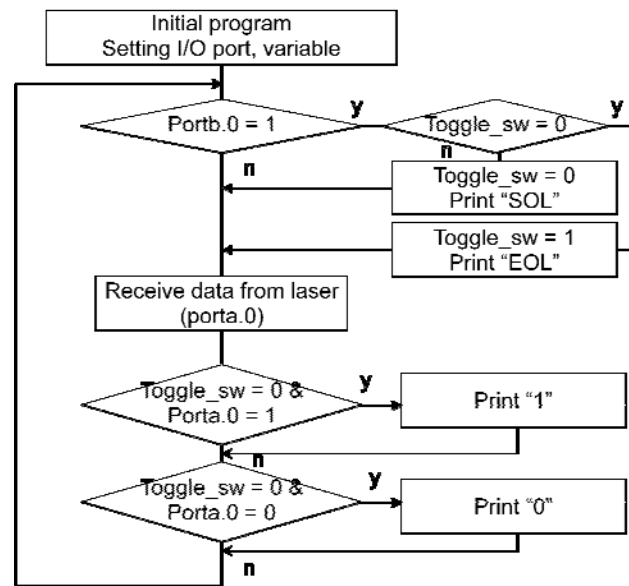 Initial program
Setting I/O port, variable
Portb.0 = 1
y
Toggle_sw = 0
y
n
n
Toggle_sw = 0
Print “SOL”
Toggle_sw = 1
Print “EOL”
Receive data from laser
(porta.0)
Toggle_sw = 0 &
Porta.0 = 1
y
Print “1”
n
Toggle_sw = 0 &
Porta.0 = 0
y
Print “0”
n